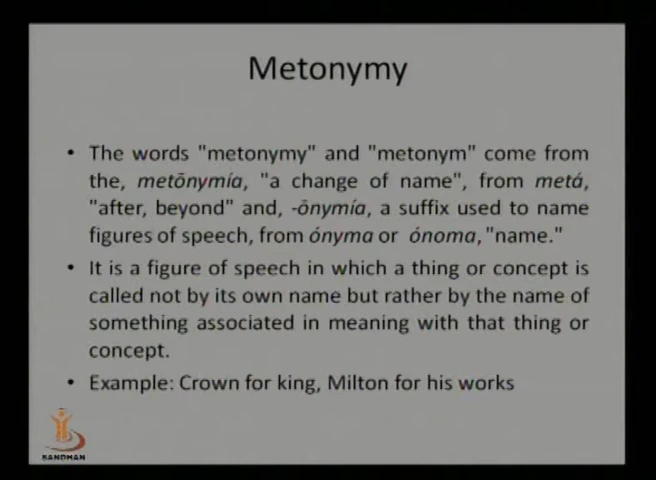 Metonymy
• The words "metonymy" and "metonym" come from
the, metōnymía, "a change of name", from metá,
"after, beyond" and, -ōnymía, a suffix used to name
figures of speech, from ónyma or ónoma, "name."
• It is a figure of speech in which a thing or concept is
called not by its own name but rather by the name of
something associated in meaning with that thing or
concept.
• Example: Crown for king, Milton for his works
SANDHAN